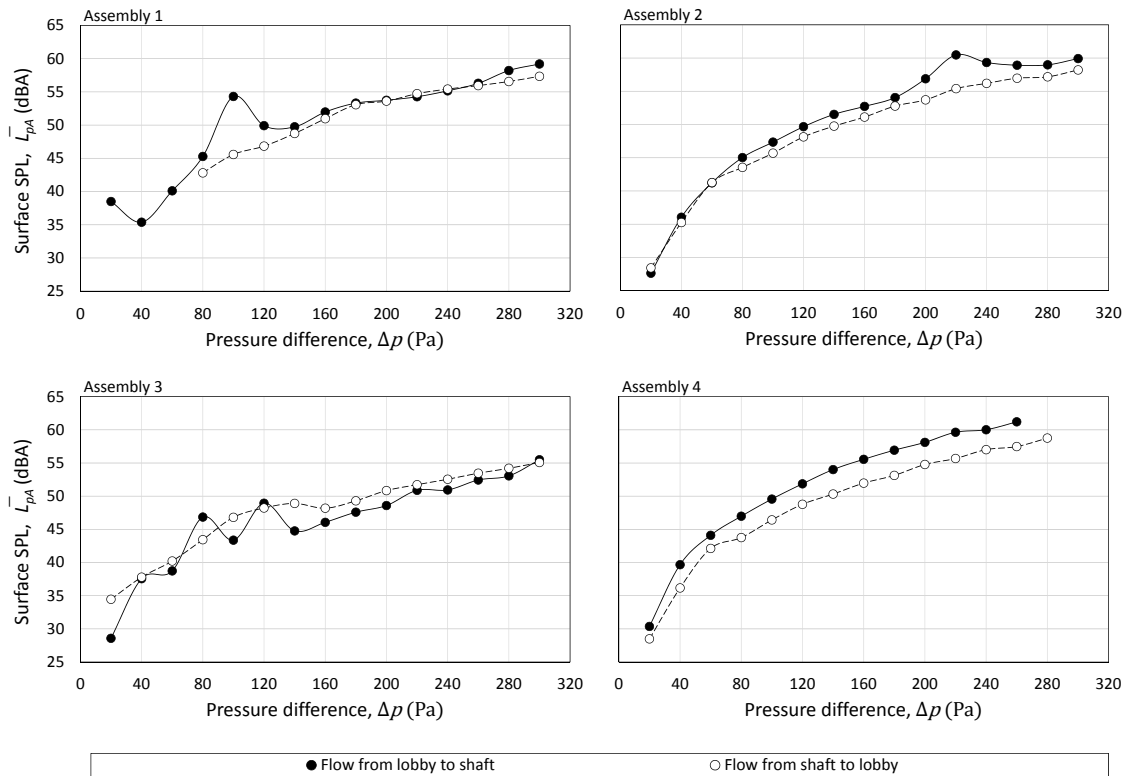 Assembly 1
65
60
55
50
45
40
35
30
25
Surface SPL, L̅pA (dBA)
0 40 80 120 160 200 240 280 320
Pressure difference, Δp (Pa)
Assembly 2
0 40 80 120 160 200 240 280 320
Pressure difference, Δp (Pa)
Assembly 3
65
60
55
50
45
40
35
30
25
Surface SPL, L̅pA (dBA)
0 40 80 120 160 200 240 280 320
Pressure difference, Δp (Pa)
Assembly 4
0 40 80 120 160 200 240 280 320
Pressure difference, Δp (Pa)
Flow from lobby to shaft
Flow from shaft to lobby